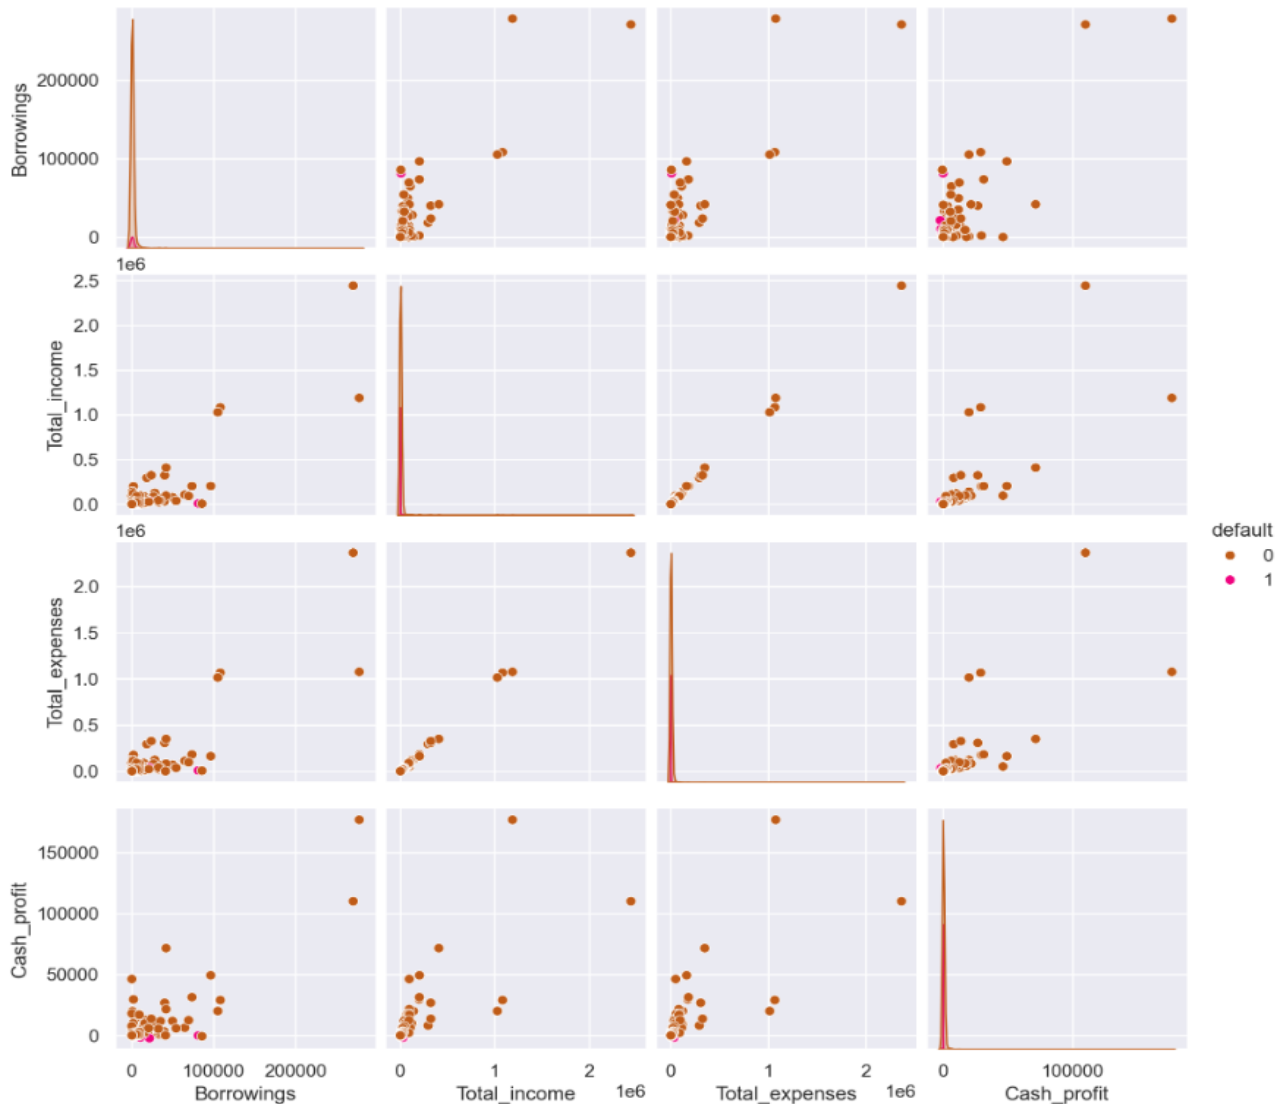 Borrowings
200000
100000
0
1e6
Total_income
2.5
2.0
1.5
1.0
0.5
0.0
1e6
Total_expenses
2.0
1.5
1.0
0.5
0.0
default
0
1
Cash_profit
150000
100000
50000
0
0 100000 200000 0 1 2 0 1 2 0 100000
1e6 1e6
Borrowings Total_income Total_expenses Cash_profit